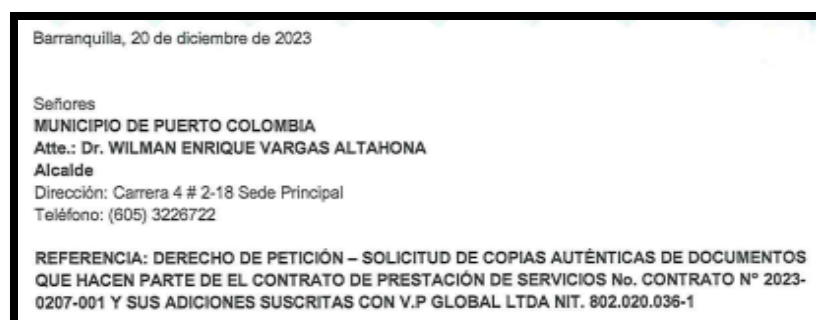 Barranquilla, 20 de diciembre de 2023
Señores
MUNICIPIO DE PUERTO COLOMBIA
Atte.: Dr. WILMAN ENRIQUE VARGAS ALTAHONA
Alcalde
Dirección: Carrera 4 # 2-18 Sede Principal
Teléfono: (605) 3226722
REFERENCIA: DERECHO DE PETICIÓN – SOLICITUD DE COPIAS AUTÉNTICAS DE DOCUMENTOS
QUE HACEN PARTE DE EL CONTRATO DE PRESTACIÓN DE SERVICIOS No. CONTRATO N° 2023-
0207-001 Y SUS ADICIONES SUSCRITAS CON V.P GLOBAL LTDA NIT. 802.020.036-1